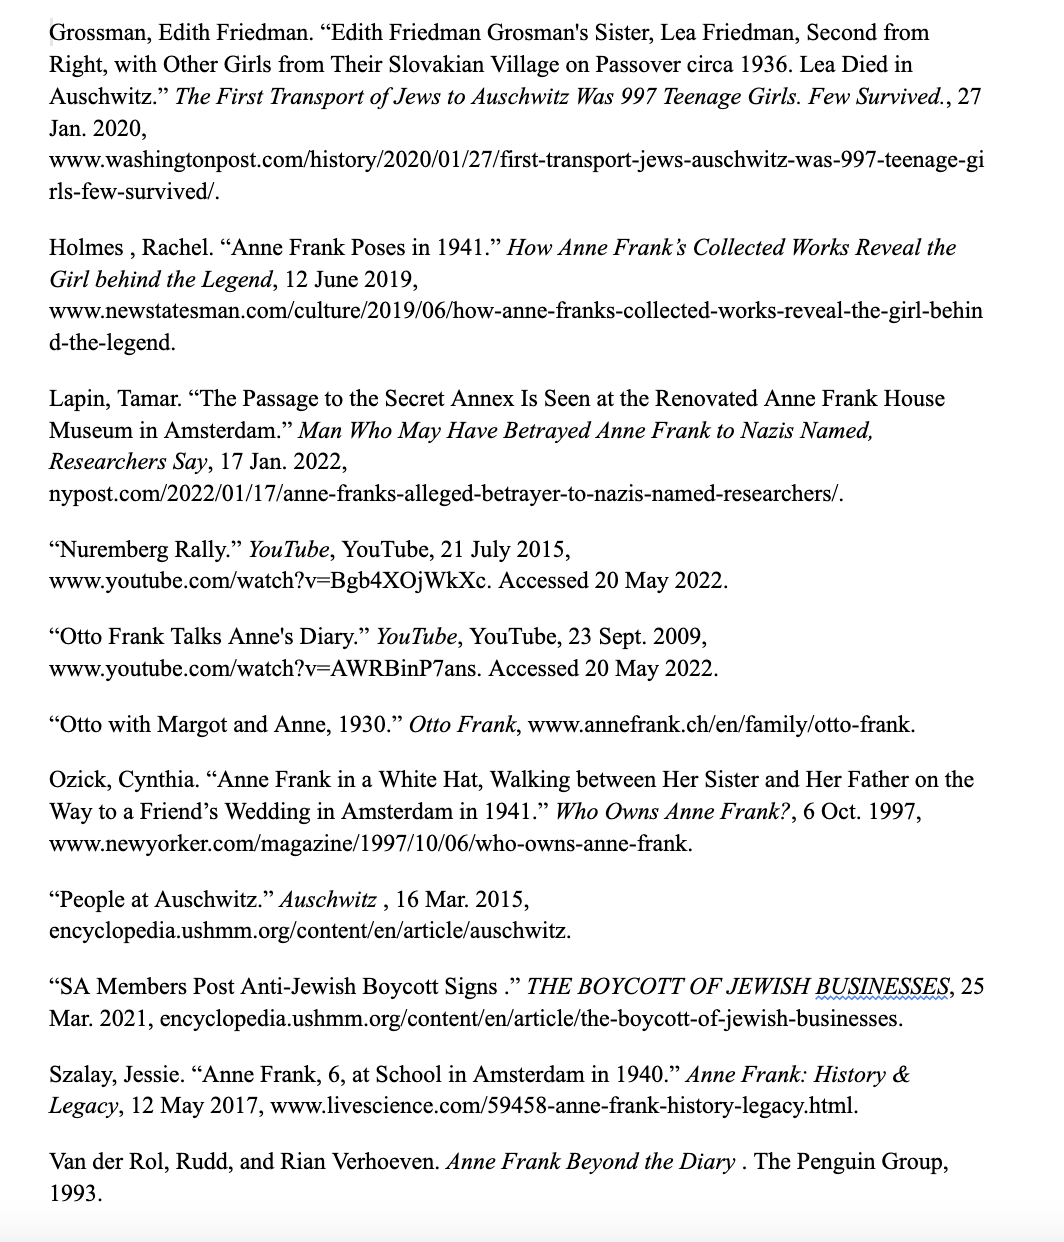 Grossman, Edith Friedman. “Edith Friedman Grosman's Sister, Lea Friedman, Second from
Right, with Other Girls from Their Slovakian Village on Passover circa 1936. Lea Died in
Auschwitz.” The First Transport of Jews to Auschwitz Was 997 Teenage Girls. Few Survived., 27
Jan. 2020,
www.washingtonpost.com/history/2020/01/27/first-transport-jews-auschwitz-was-997-teenage-gi
rls-few-survived/.
Holmes , Rachel. “Anne Frank Poses in 1941.” How Anne Frank’s Collected Works Reveal the
Girl behind the Legend, 12 June 2019,
www.newstatesman.com/culture/2019/06/how-anne-franks-collected-works-reveal-the-girl-behin
d-the-legend.
Lapin, Tamar. “The Passage to the Secret Annex Is Seen at the Renovated Anne Frank House
Museum in Amsterdam.” Man Who May Have Betrayed Anne Frank to Nazis Named,
Researchers Say, 17 Jan. 2022,
nypost.com/2022/01/17/anne-franks-alleged-betrayer-to-nazis-named-researchers/.
“Nuremberg Rally.” YouTube, YouTube, 21 July 2015,
www.youtube.com/watch?v=Bgb4XOjWkXc. Accessed 20 May 2022.
“Otto Frank Talks Anne's Diary.” YouTube, YouTube, 23 Sept. 2009,
www.youtube.com/watch?v=AWRBinP7ans. Accessed 20 May 2022.
“Otto with Margot and Anne, 1930.” Otto Frank, www.annefrank.ch/en/family/otto-frank.
Ozick, Cynthia. “Anne Frank in a White Hat, Walking between Her Sister and Her Father on the
Way to a Friend’s Wedding in Amsterdam in 1941.” Who Owns Anne Frank?, 6 Oct. 1997,
www.newyorker.com/magazine/1997/10/06/who-owns-anne-frank.
“People at Auschwitz.” Auschwitz , 16 Mar. 2015,
encyclopedia.ushmm.org/content/en/article/auschwitz.
“SA Members Post Anti-Jewish Boycott Signs .” THE BOYCOTT OF JEWISH BUSINESSES, 25
Mar. 2021, encyclopedia.ushmm.org/content/en/article/the-boycott-of-jewish-businesses.
Szalay, Jessie. “Anne Frank, 6, at School in Amsterdam in 1940.” Anne Frank: History &
Legacy, 12 May 2017, www.livescience.com/59458-anne-frank-history-legacy.html.
Van der Rol, Rudd, and Rian Verhoeven. Anne Frank Beyond the Diary . The Penguin Group,
1993.